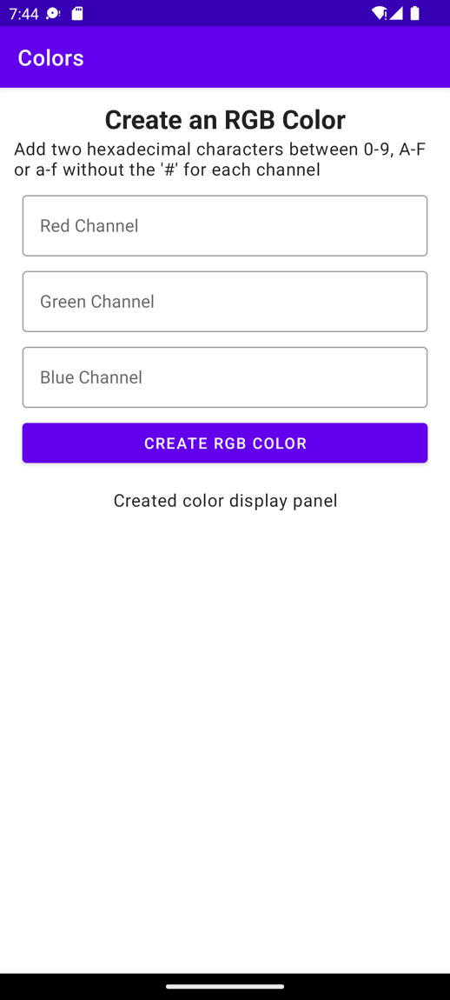 7:44
Colors
Create an RGB Color
Add two hexadecimal characters between 0-9, A-F
or a-f without the '#' for each channel
Red Channel
Green Channel
Blue Channel
CREATE RGB COLOR
Created color display panel